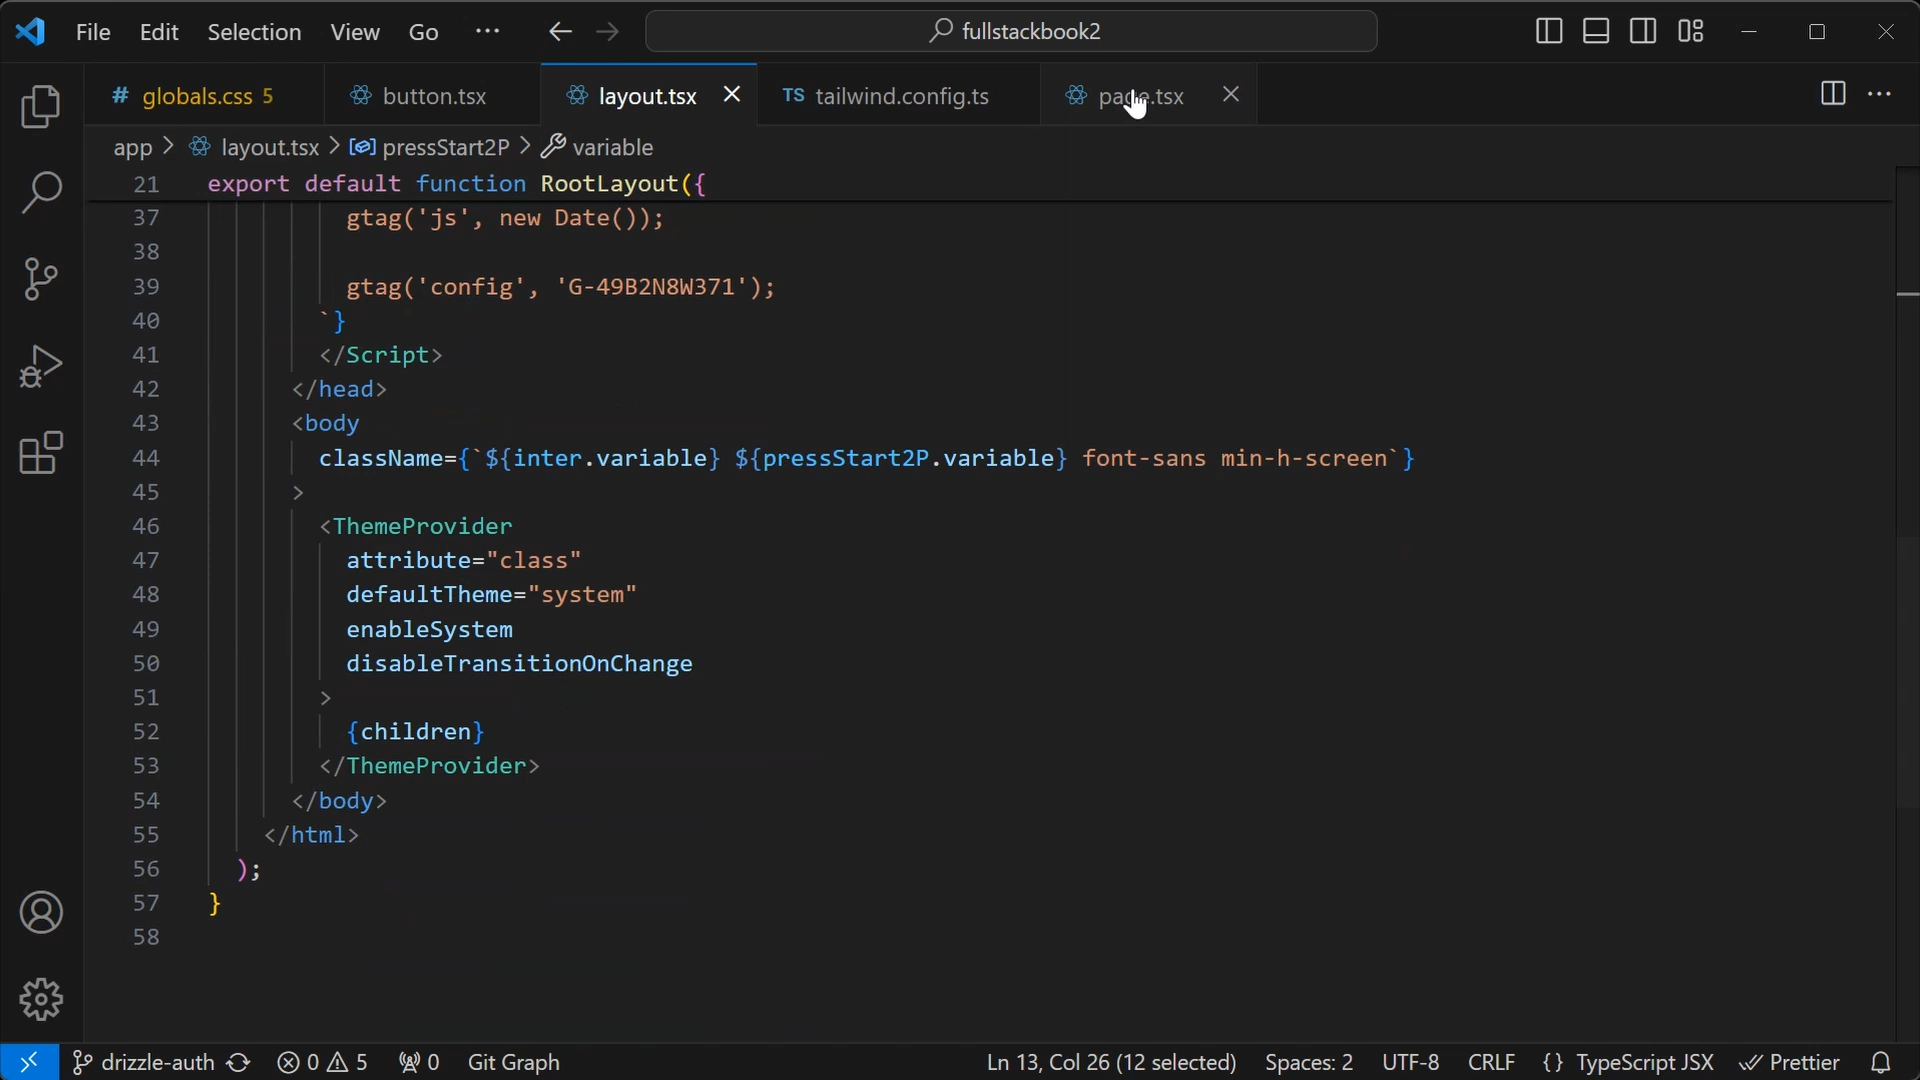 File Edit Selection View Go ··· fullstackbook2
# globals.css 5 button.tsx layout.tsx TS tailwind.config.ts page.tsx
app > layout.tsx > pressStart2P > variable
21 export default function RootLayout({
37 gtag('js', new Date());
38
39 gtag('config', 'G-49B2N8W371');
40 `}
41 </Script>
42 </head>
43 <body
44 className={`${inter.variable} ${pressStart2P.variable} font-sans min-h-screen`}
45 >
46 <ThemeProvider
47 attribute="class"
48 defaultTheme="system"
49 enableSystem
50 disableTransitionOnChange
51 >
52 {children}
53 </ThemeProvider>
54 </body>
55 </html>
56 );
57 }
58
drizzle-auth 0 5 0 Git Graph Ln 13, Col 26 (12 selected) Spaces: 2 UTF-8 CRLF {} TypeScript JSX Prettier